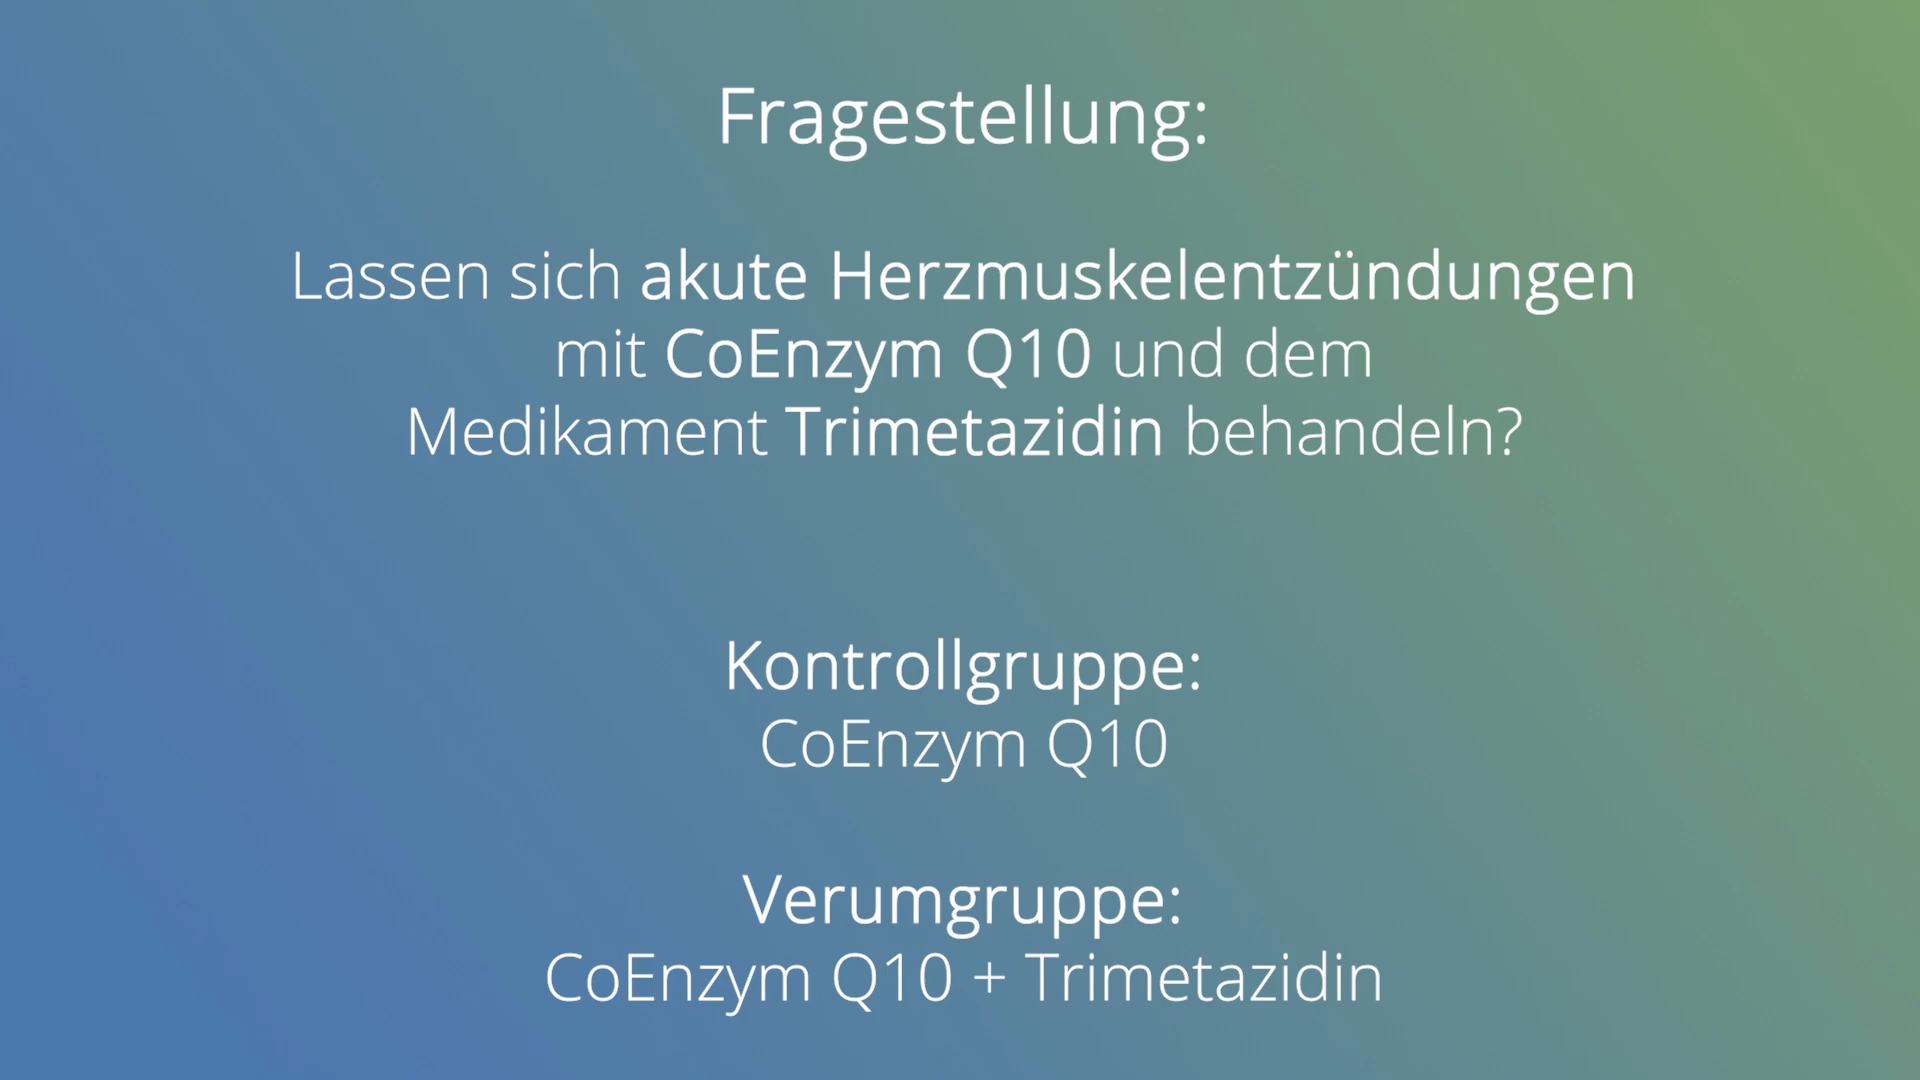 Fragestellung:
Lassen sich akute Herzmuskelentzündungen
mit CoEnzym Q10 und dem
Medikament Trimetazidin behandeln?
Kontrollgruppe:
CoEnzym Q10
Verumgruppe:
CoEnzym Q10 + Trimetazidin